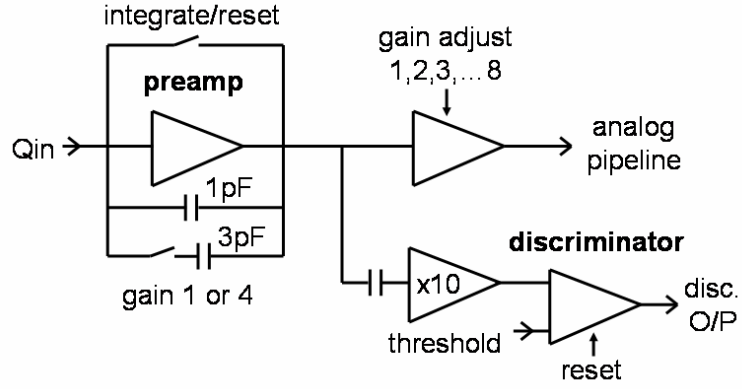 integrate/reset
preamp
Qin
1pF
3pF
gain 1 or 4
gain adjust
1,2,3,... 8
analog
pipeline
discriminator
x10
threshold
reset
disc.
O/P